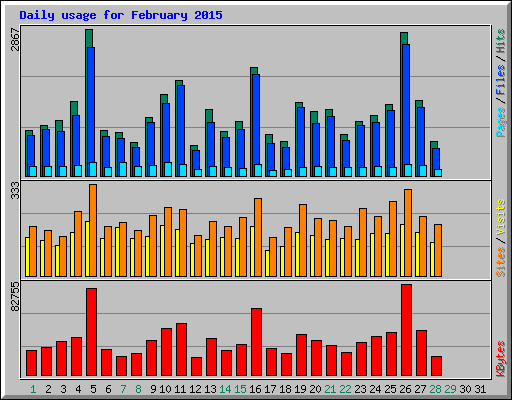 Daily usage for February 2015
2867
Pages / Files / Hits
333
Sites / Visits
82755
KBytes
1 2 3 4 5 6 7 8 9 10 11 12 13 14 15 16 17 18 19 20 21 22 23 24 25 26 27 28 29 30 31